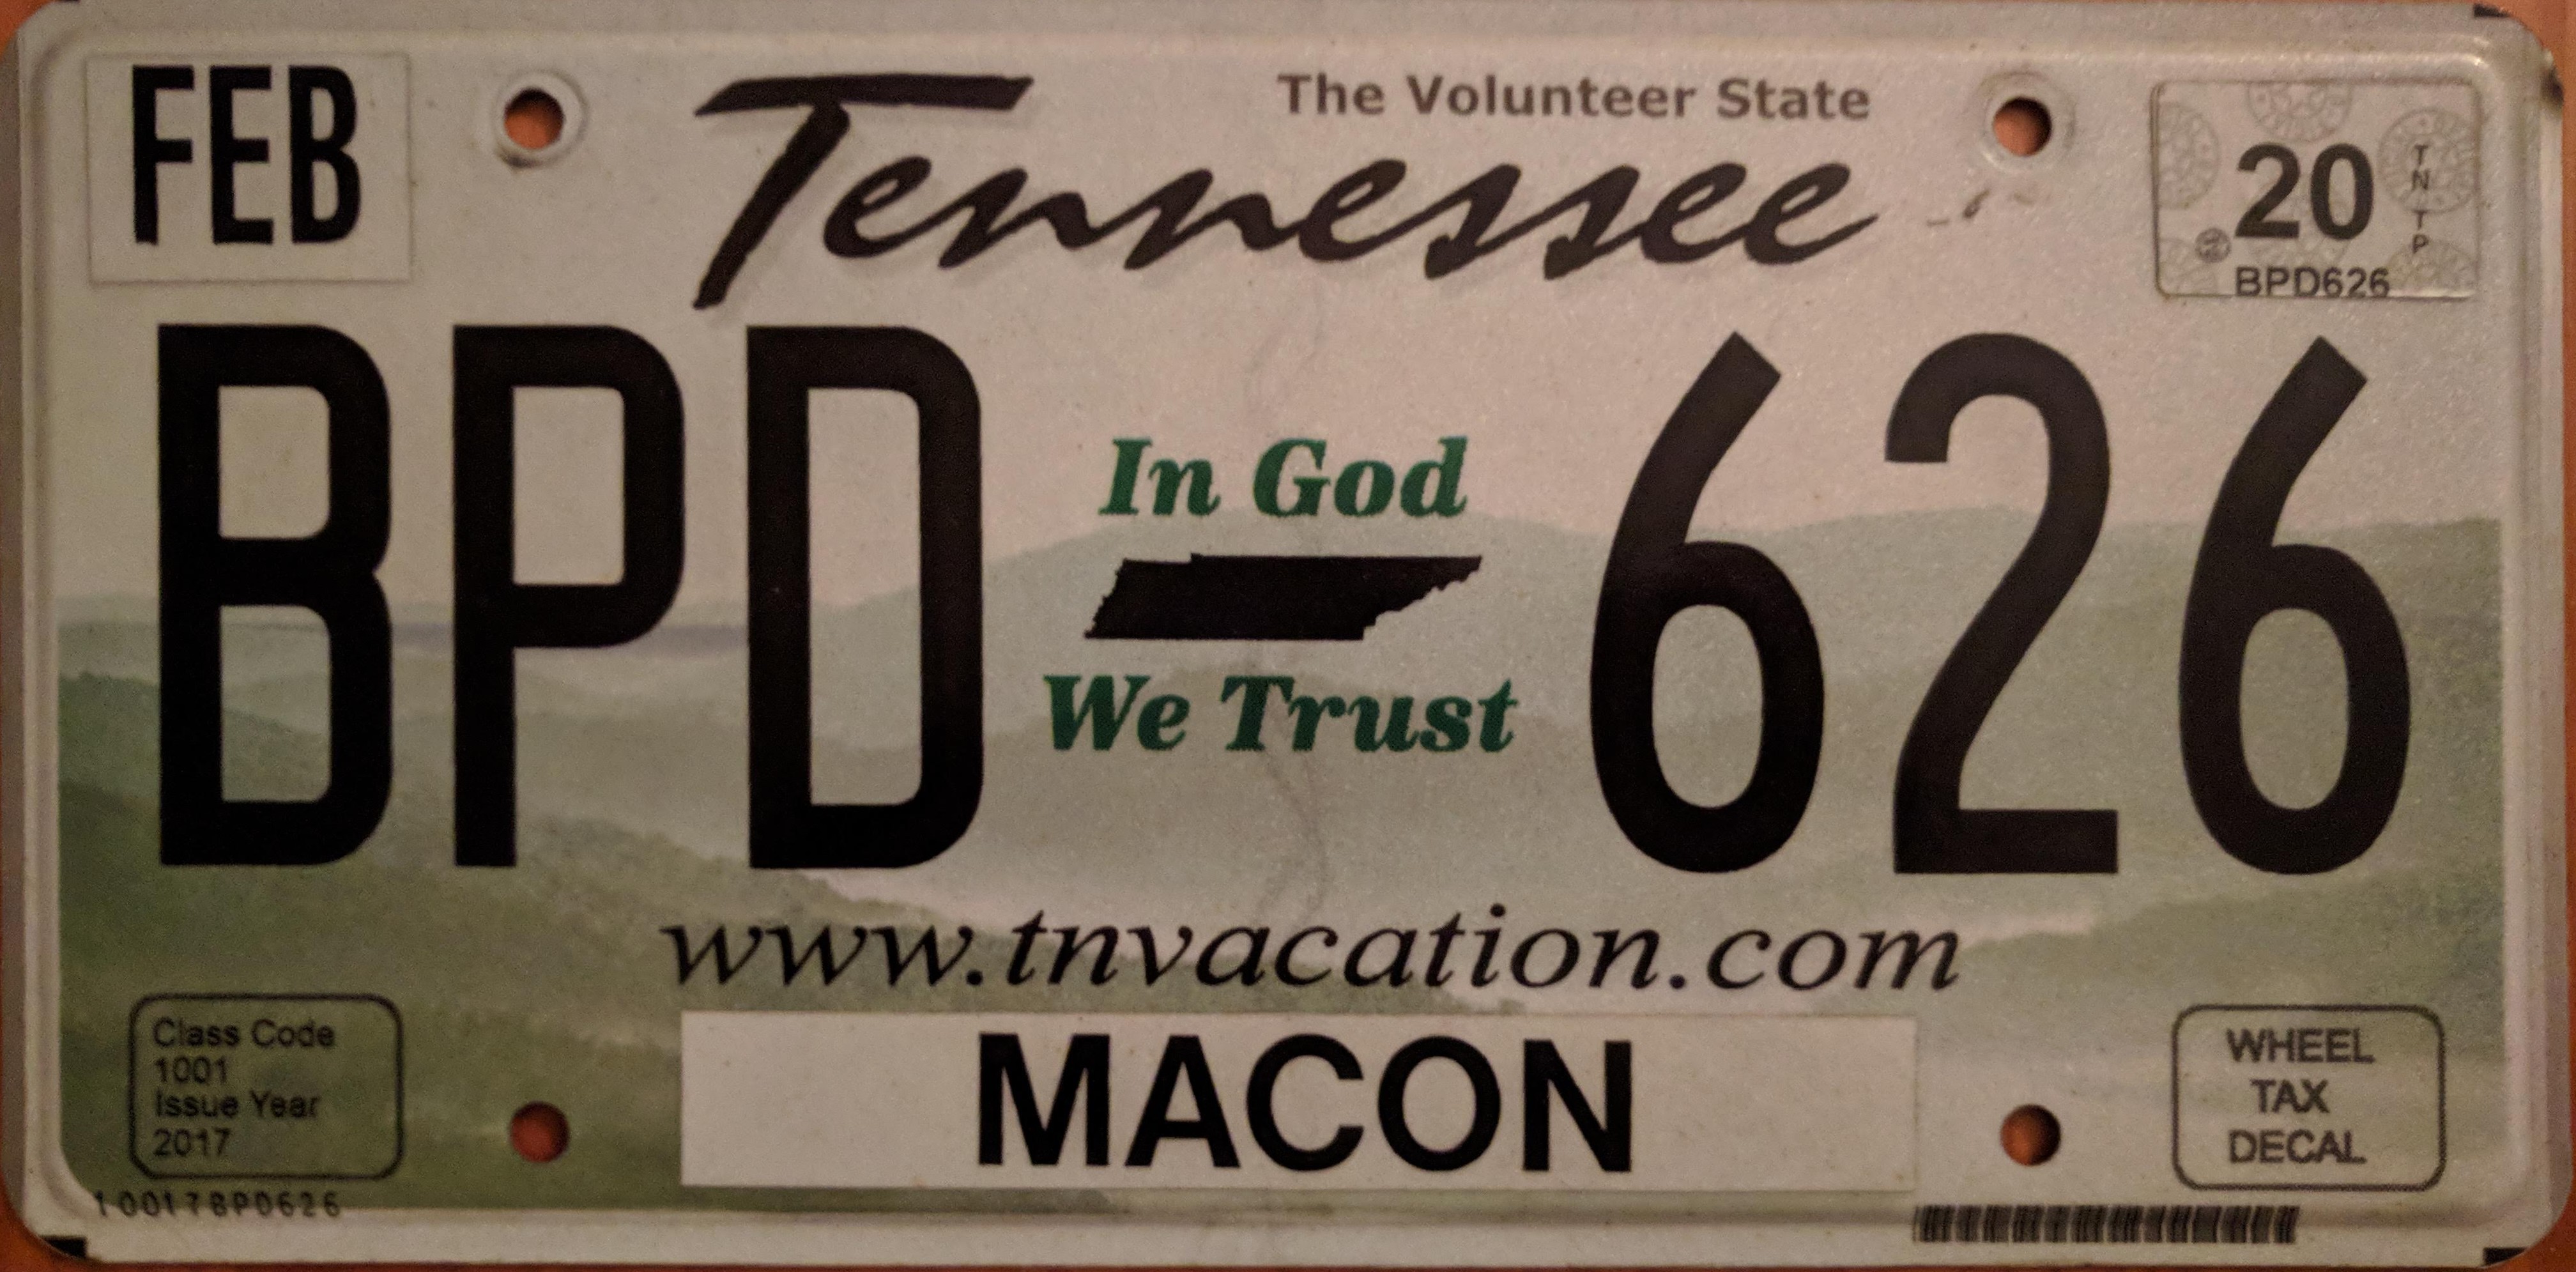 FEB
The Volunteer State
Tennessee
20
TN TP
BPD626
BPD 626
In God
We Trust
www.tnvacation.com
Class Code
1001
Issue Year
2017
MACON
WHEEL
TAX
DECAL
100178PD626